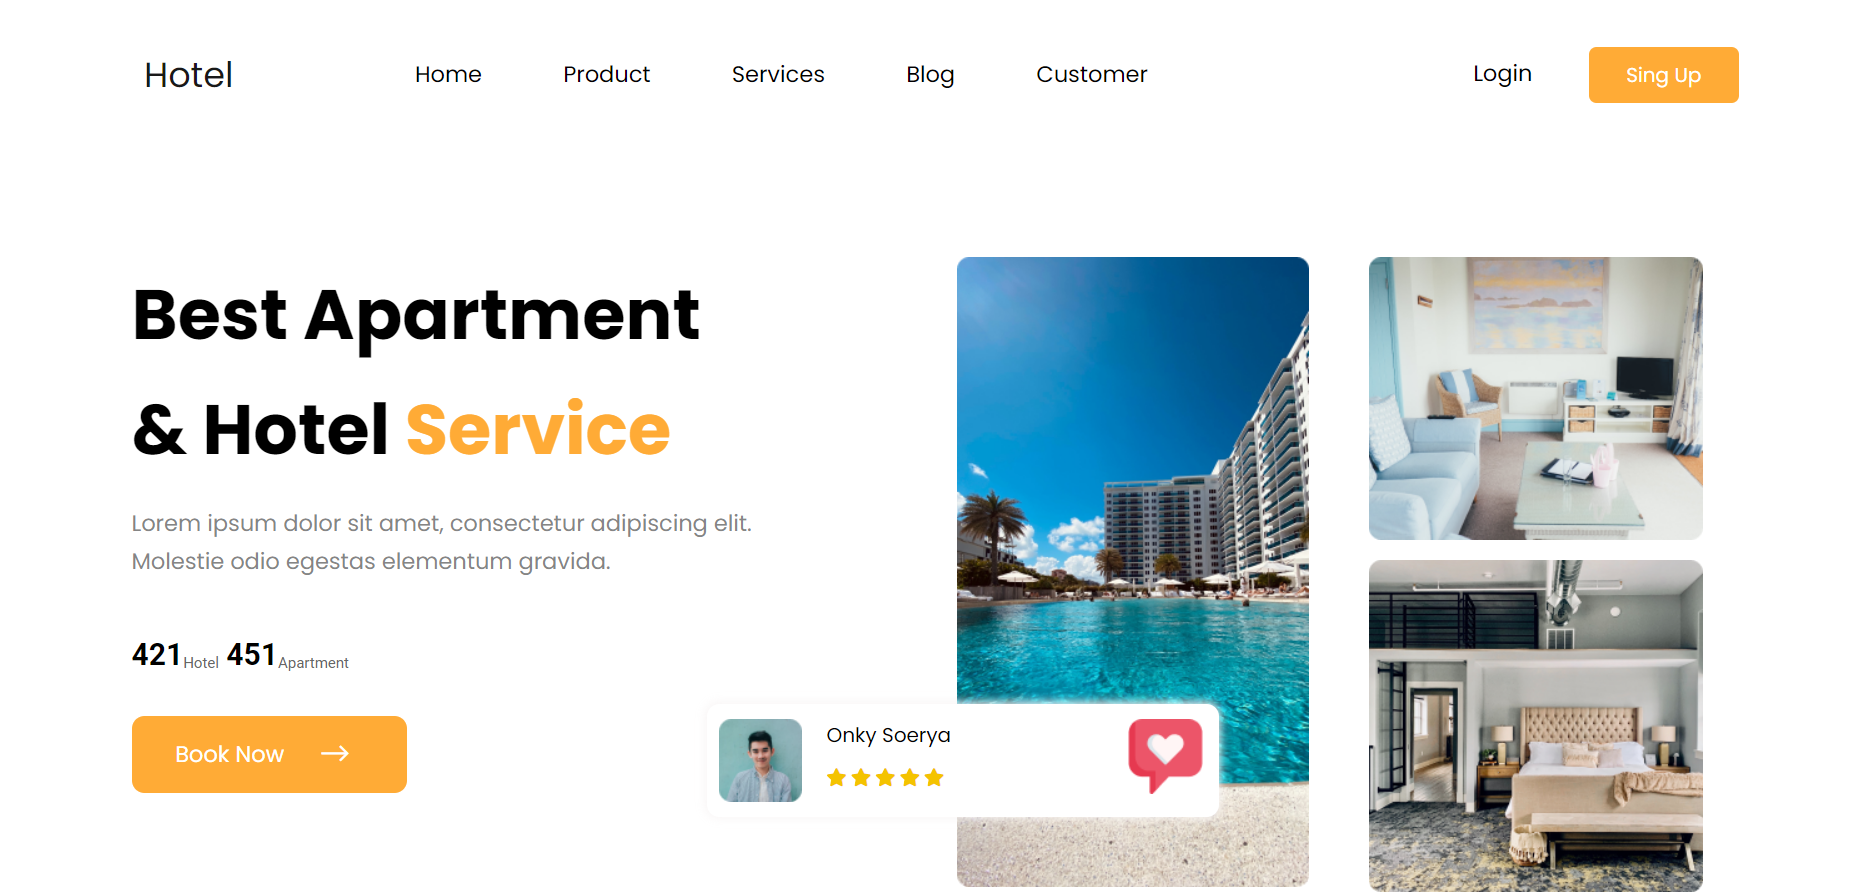 Hotel
Home Product Services Blog Customer
Login
Sing Up
Best Apartment
& Hotel Service
Lorem ipsum dolor sit amet, consectetur adipiscing elit.
Molestie odio egestas elementum gravida.
421 Hotel 451 Apartment
Book Now
Onky Soerya